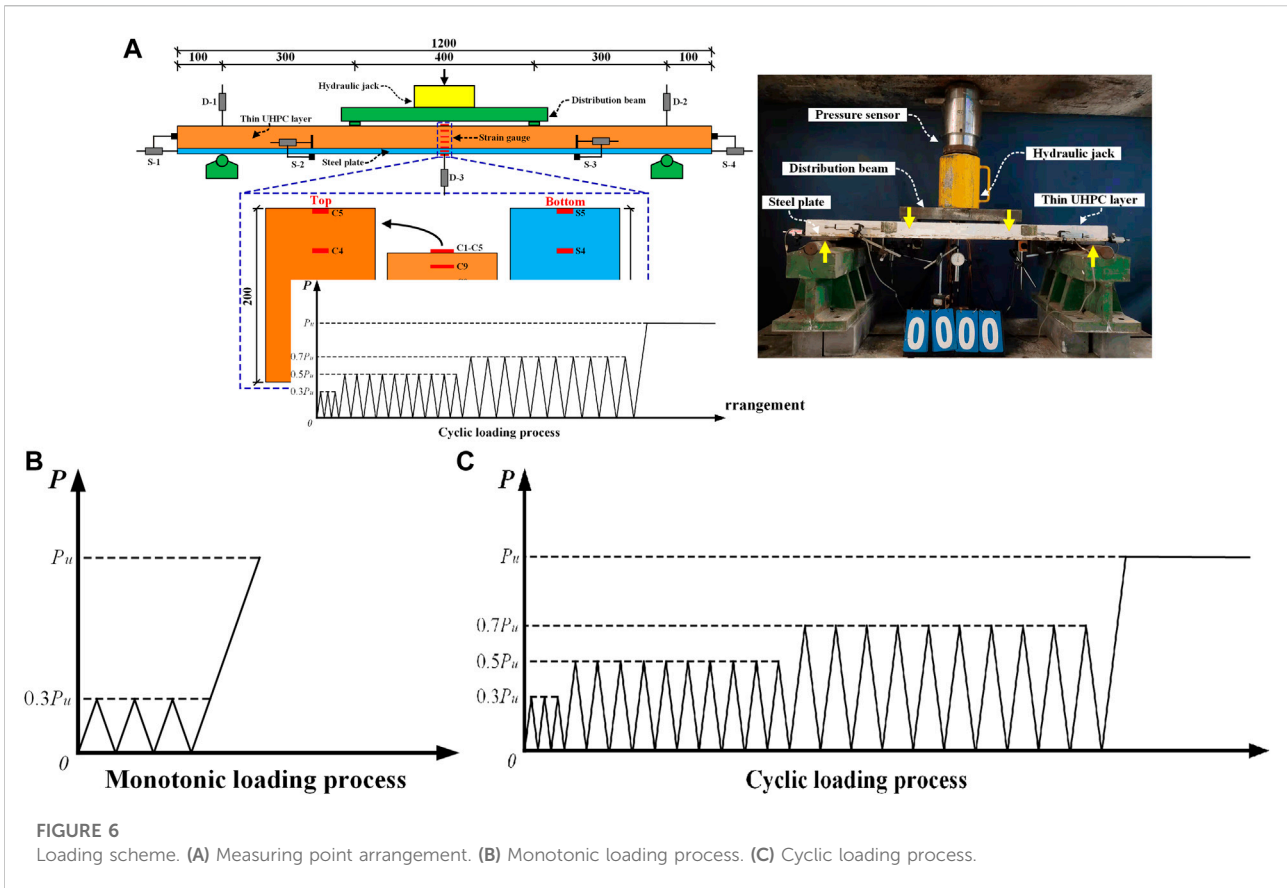 A
1200
100 300 400 300 100
Hydraulic jack
D-1
D-2
Distribution beam
Thin UHPC layer
Strain gauge
S-1
S-2
Steel plate
S-3
S-4
D-3
Top
Bottom
C5
S5
C4
C1-C5
S4
C9
200
P
Pu
0.7Pu
0.5Pu
0.3Pu
0
Cyclic loading process
rrangement
Pressure sensor
Hydraulic jack
Distribution beam
Steel plate
Thin UHPC layer
0000
B
P
Pu
0.3Pu
0
Monotonic loading process
C
P
Pu
0.7Pu
0.5Pu
0.3Pu
0
Cyclic loading process
FIGURE 6
Loading scheme. (A) Measuring point arrangement. (B) Monotonic loading process. (C) Cyclic loading process.